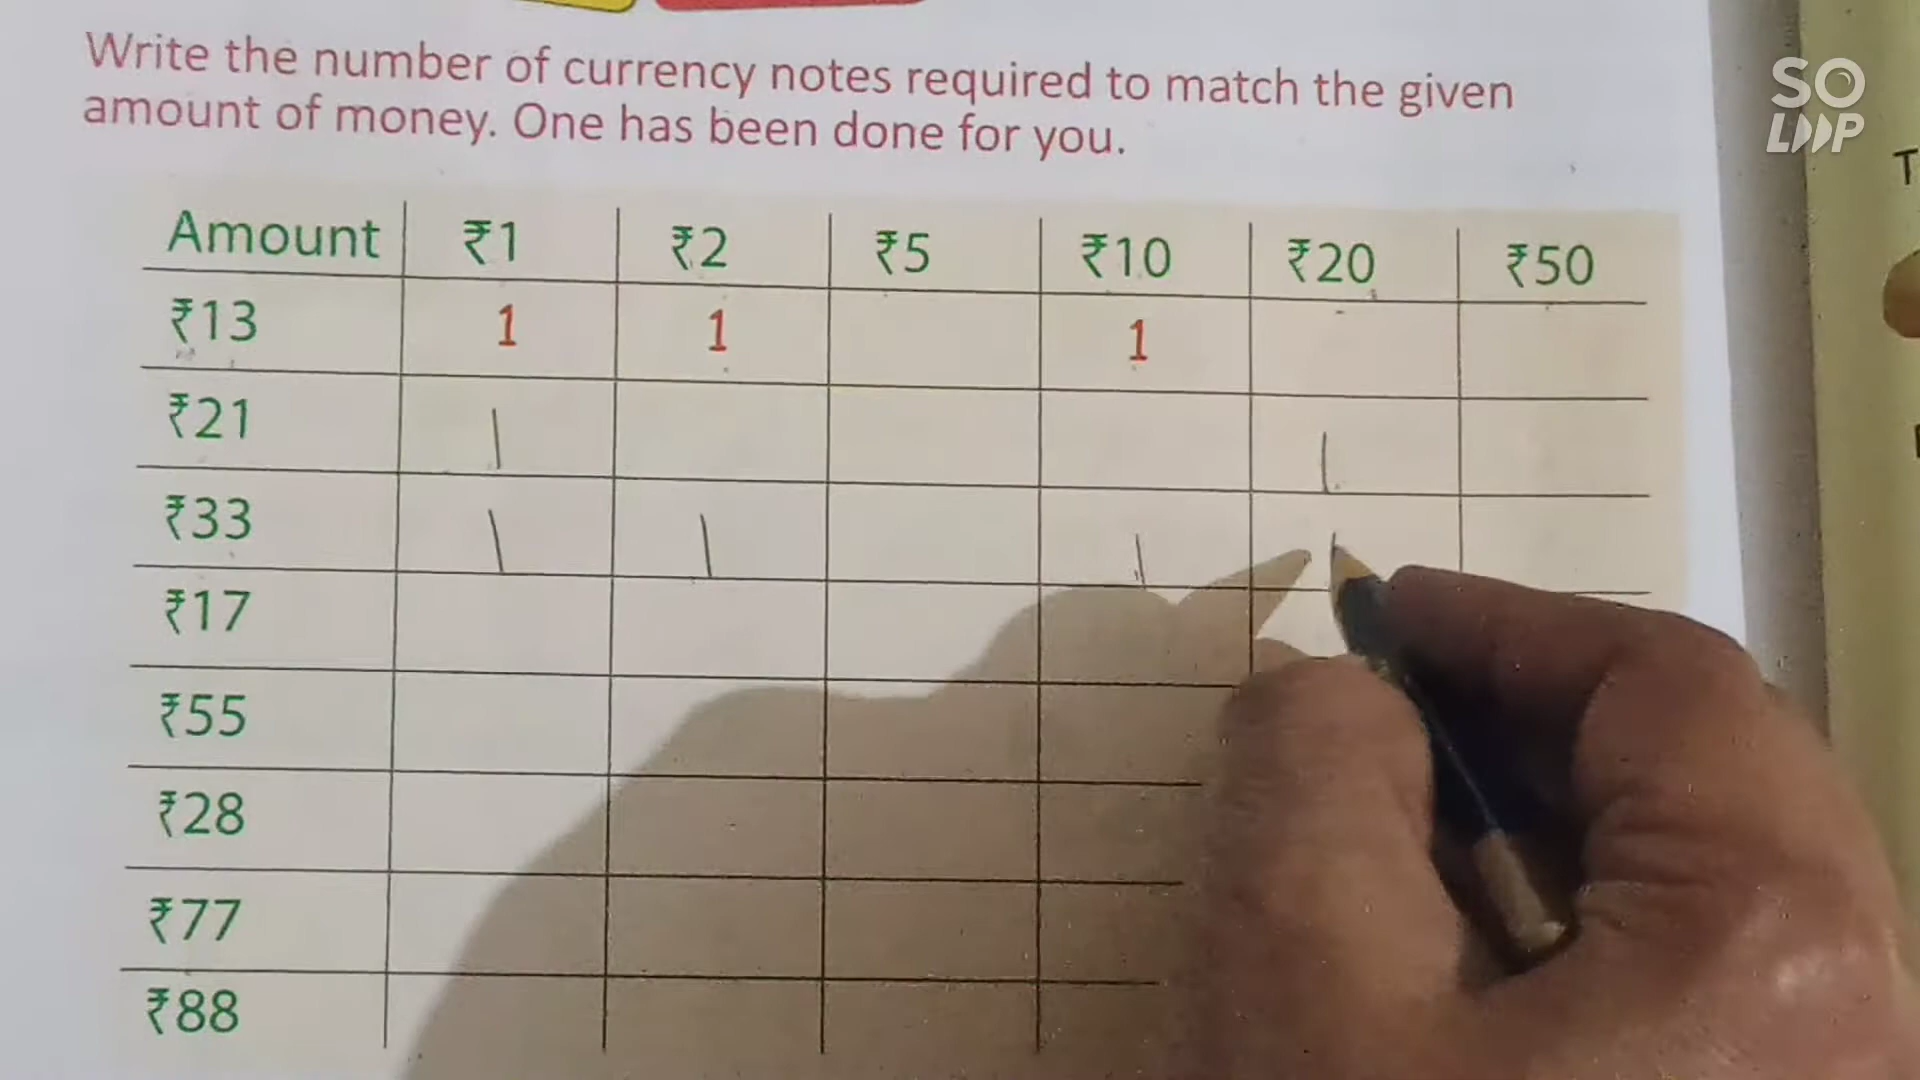 Write the number of currency notes required to match the given
amount of money. One has been done for you.
Amount ₹1 ₹2 ₹5 ₹10 ₹20 ₹50
₹13 1 1 1
₹21 1 1
₹33 1 1 1 1
₹17
₹55
₹28
₹77
₹88
SO
LOOP